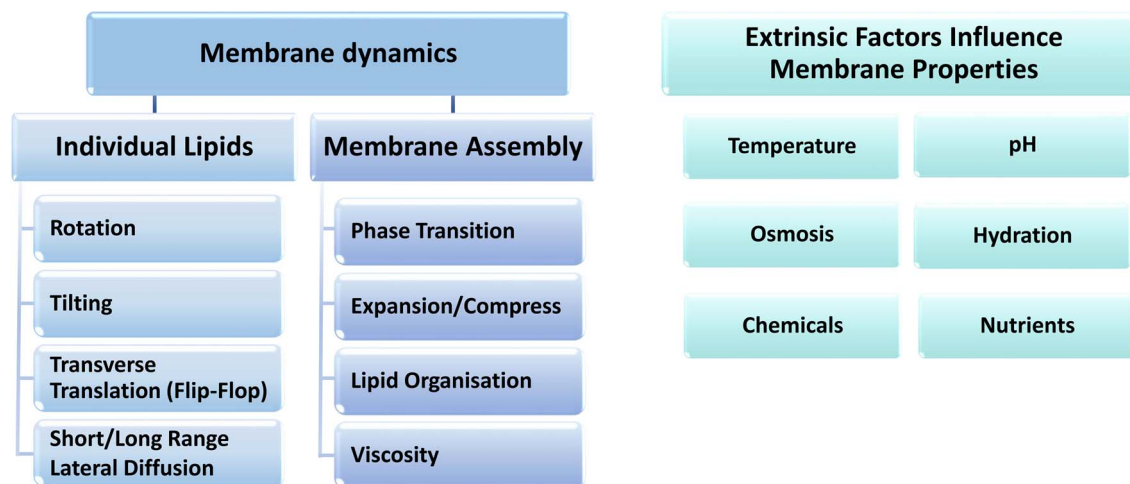 Membrane dynamics
Individual Lipids
Rotation
Tilting
Transverse
Translation (Flip-Flop)
Short/Long Range
Lateral Diffusion
Membrane Assembly
Phase Transition
Expansion/Compress
Lipid Organisation
Viscosity
Extrinsic Factors Influence
Membrane Properties
Temperature
pH
Osmosis
Hydration
Chemicals
Nutrients